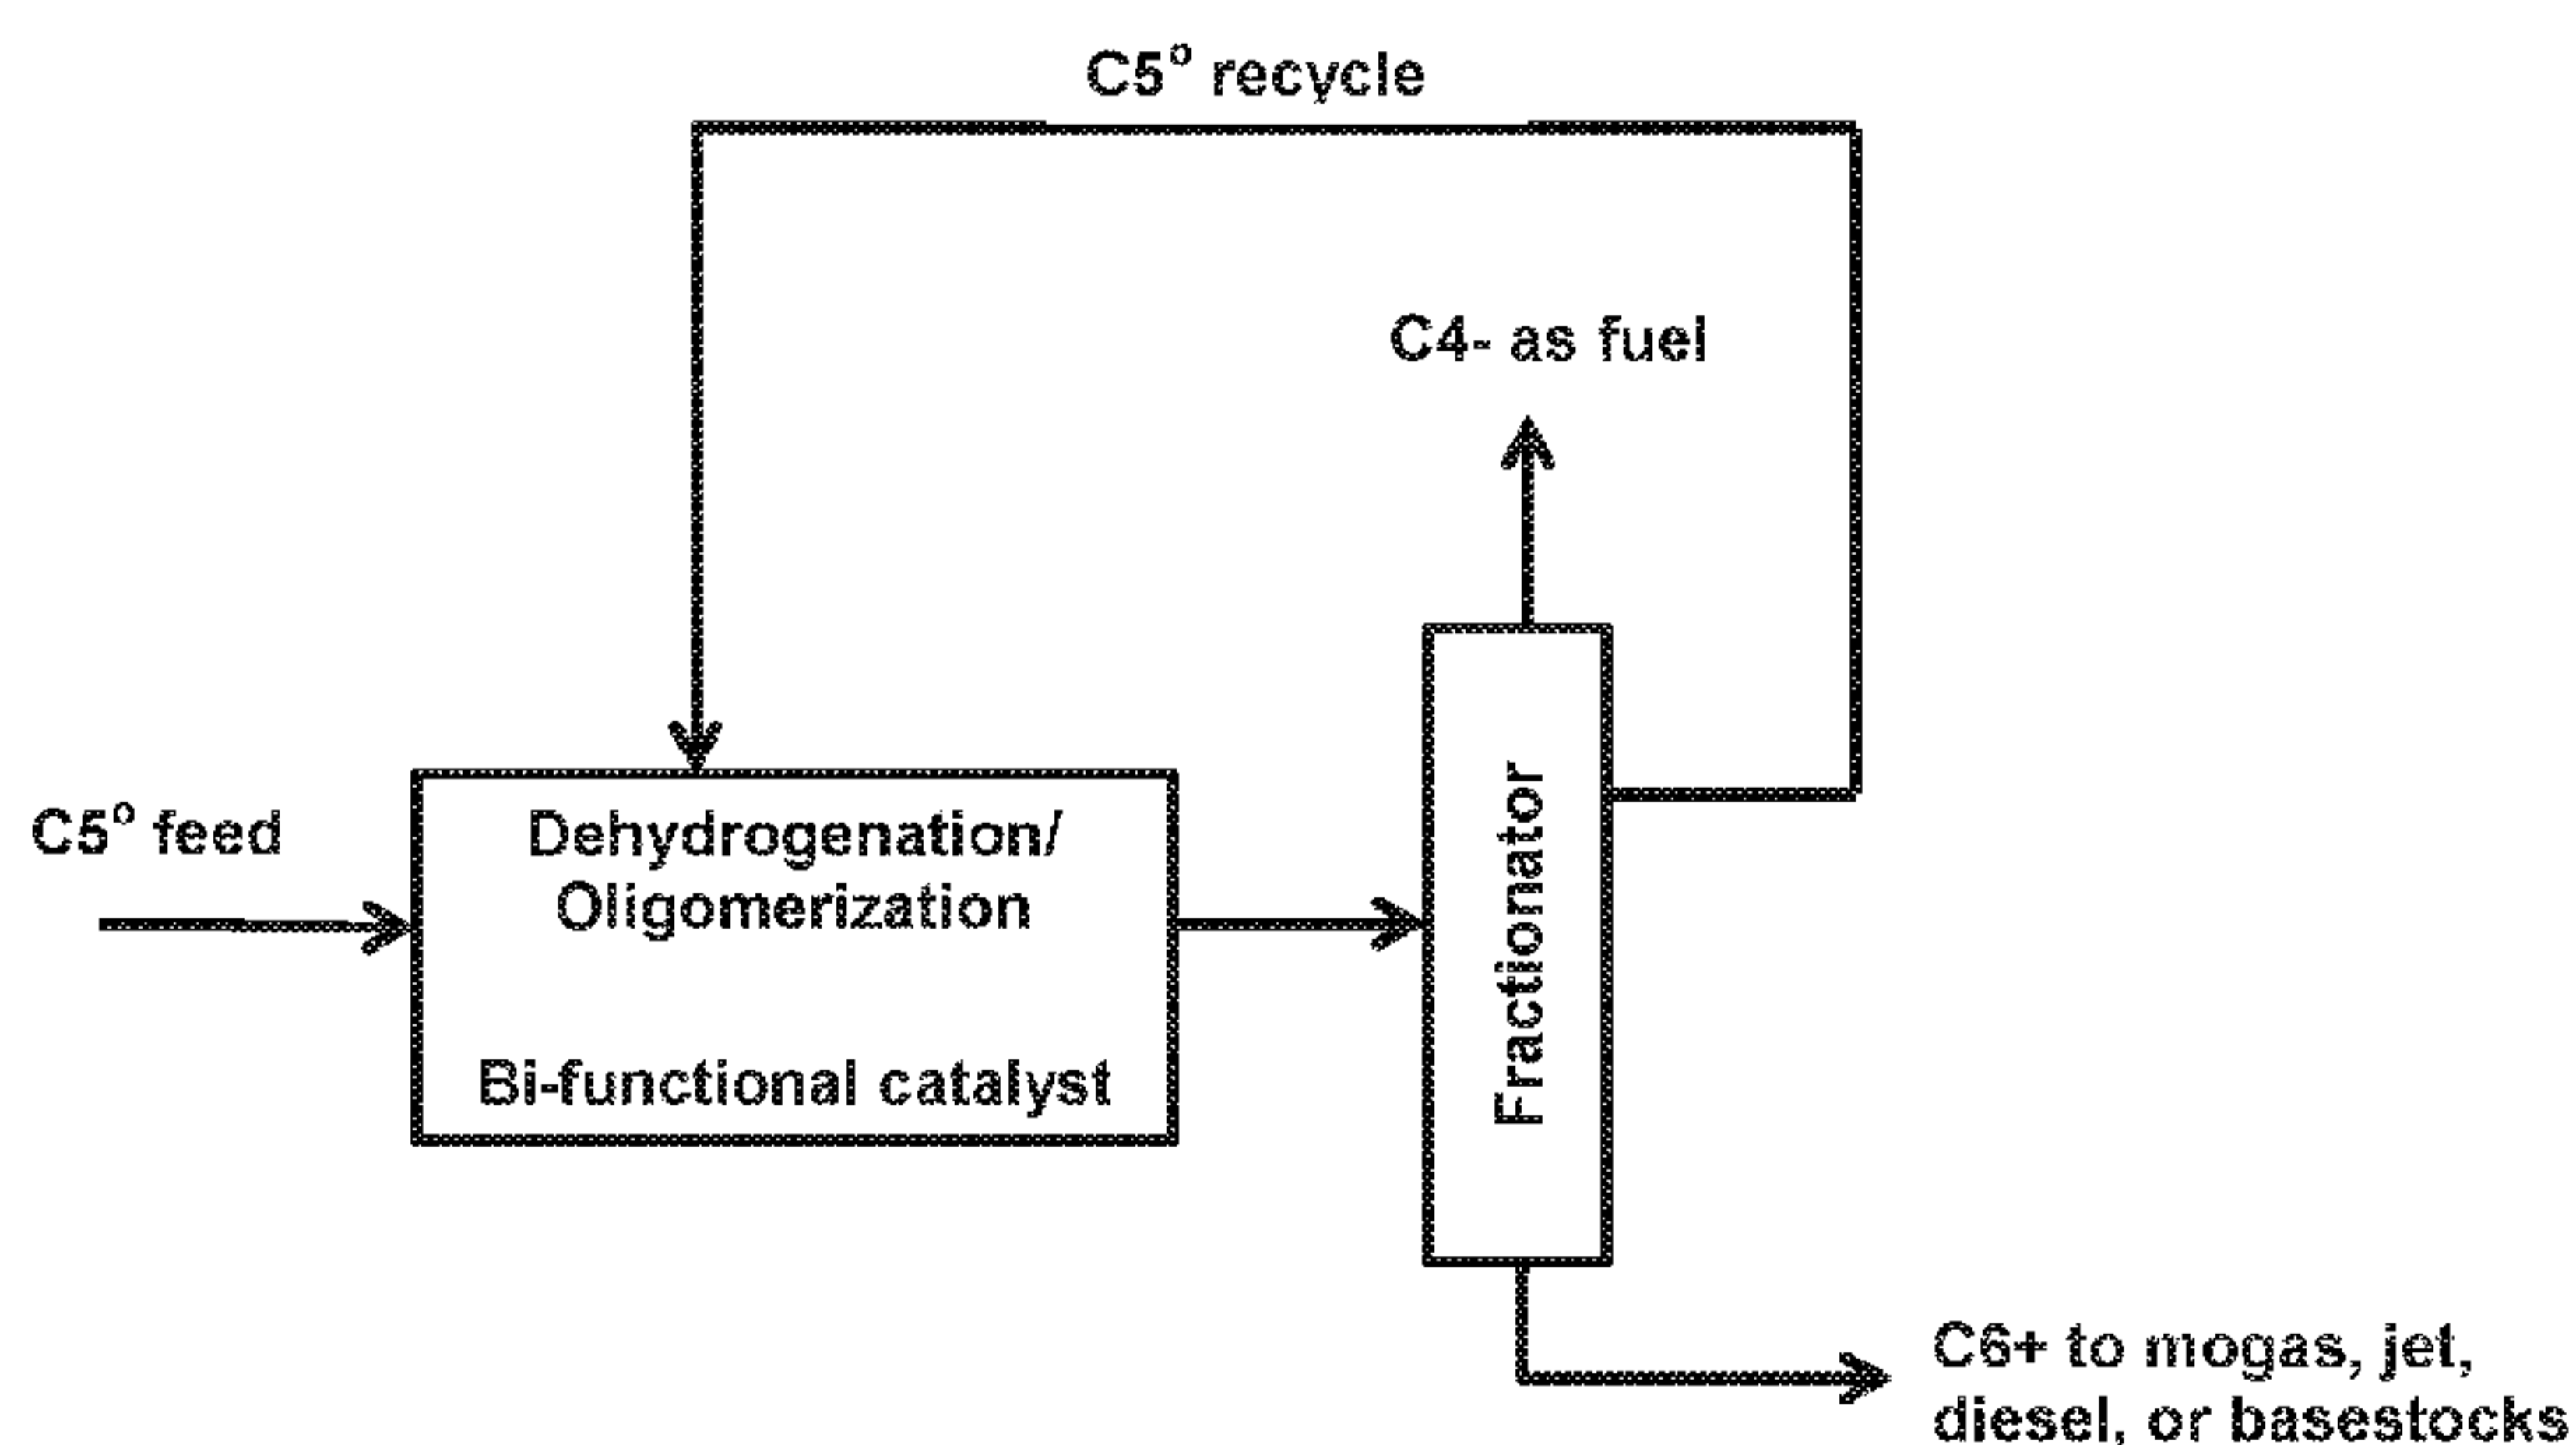 C5° recycle
C4- as fuel
C5° feed
Dehydrogenation/
Oligomerization
Bi-functional catalyst
Fractionator
C6+ to mogas, jet,
diesel, or basestocks